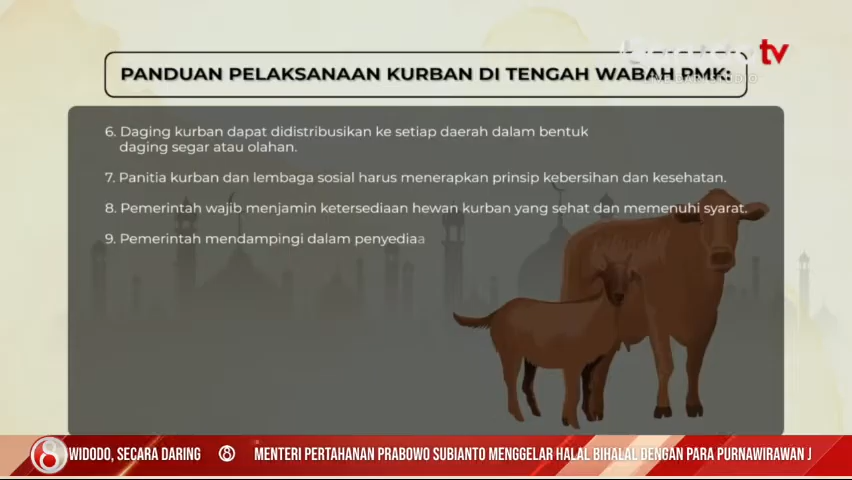 tv
PANDUAN PELAKSANAAN KURBAN DI TENGAH WABAH PMK:
6. Daging kurban dapat didistribusikan ke setiap daerah dalam bentuk
daging segar atau olahan.
7. Panitia kurban dan lembaga sosial harus menerapkan prinsip kebersihan dan kesehatan.
8. Pemerintah wajib menjamin ketersediaan hewan kurban yang sehat dan memenuhi syarat.
9. Pemerintah mendampingi dalam penyediaa
8 WIDODO, SECARA DARING 8 MENTERI PERTAHANAN PRABOWO SUBIANTO MENGGELAR HALAL BIHALAL DENGAN PARA PURNAWIRAWAN J